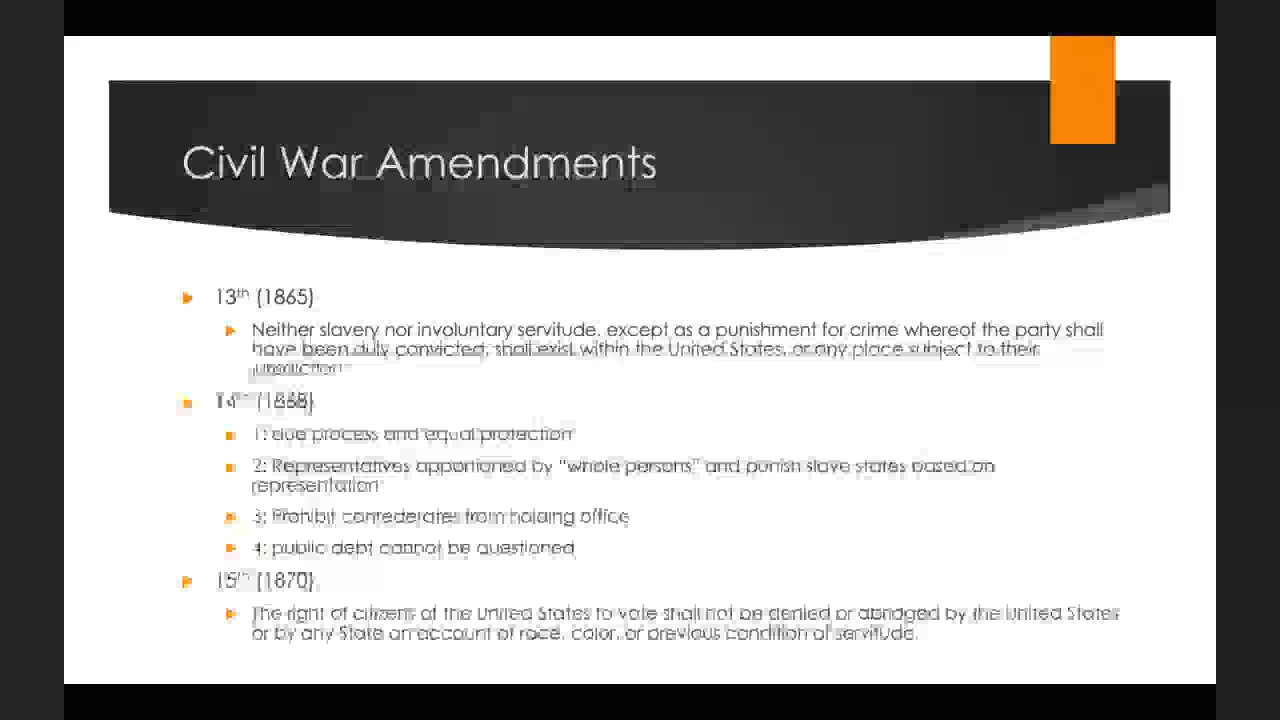 Civil War Amendments
13th (1865)
Neither slavery nor involuntary servitude, except as a punishment for crime whereof the party shall
have been duly convicted, shall exist within the United States, or any place subject to their
jurisdiction
14th (1868)
1: due process and equal protection
2: Representatives apportioned by “whole persons” and punish slave states based on
representation
3: Prohibit confederates from holding office
4: public debt cannot be questioned
15th (1870)
The right of citizens of the United States to vote shall not be denied or abridged by the United States
or by any State on account of race, color, or previous condition of servitude.